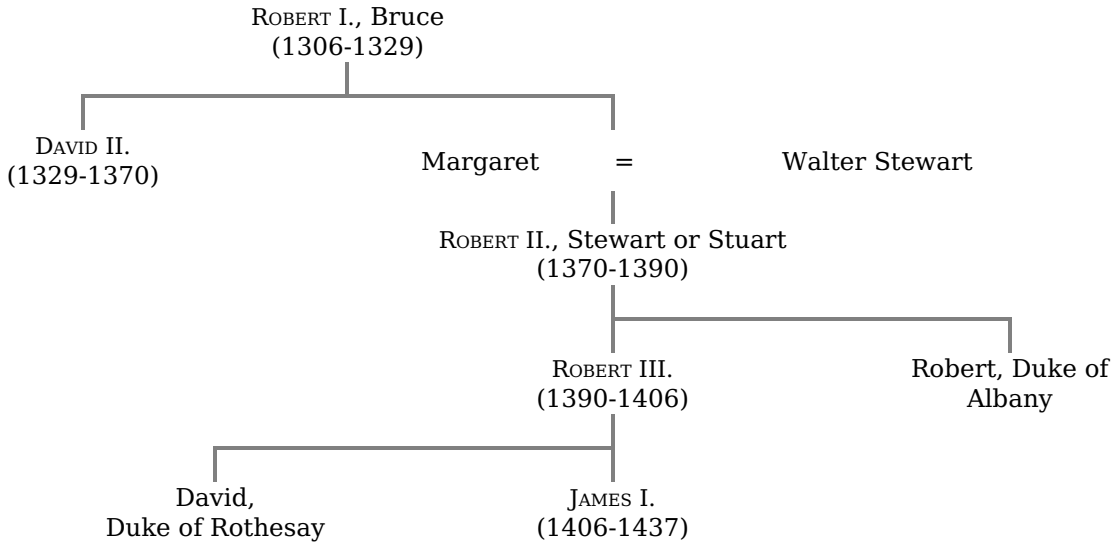 ROBERT I., Bruce
(1306-1329)
DAVID II.
(1329-1370)
Margaret = Walter Stewart
ROBERT II., Stewart or Stuart
(1370-1390)
ROBERT III.
(1390-1406)
Robert, Duke of
Albany
David,
Duke of Rothesay
JAMES I.
(1406-1437)